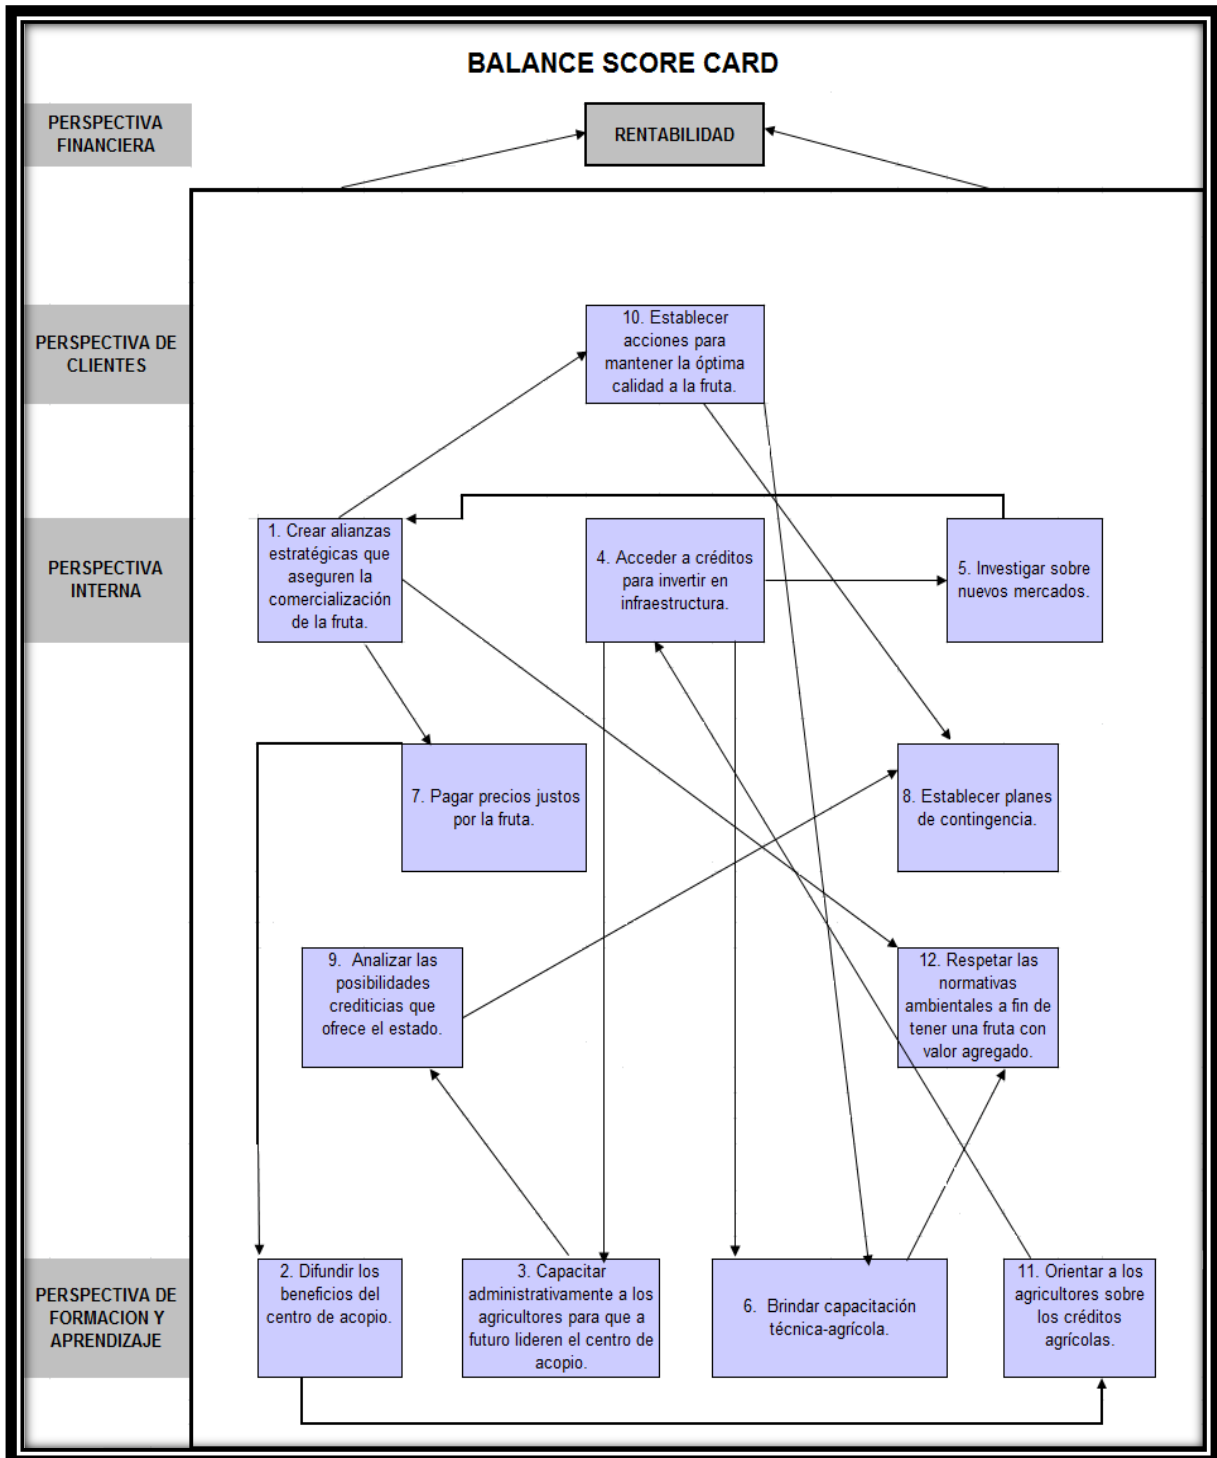 BALANCE SCORE CARD
PERSPECTIVA
FINANCIERA
RENTABILIDAD
PERSPECTIVA DE
CLIENTES
10. Establecer
acciones para
mantener la óptima
calidad a la fruta.
PERSPECTIVA
INTERNA
1. Crear alianzas
estratégicas que
aseguren la
comercialización
de la fruta.
4. Acceder a créditos
para invertir en
infraestructura.
5. Investigar sobre
nuevos mercados.
7. Pagar precios justos
por la fruta.
8. Establecer planes
de contingencia.
9. Analizar las
posibilidades
crediticias que
ofrece el estado.
12. Respetar las
normativas
ambientales a fin de
tener una fruta con
valor agregado.
PERSPECTIVA DE
FORMACION Y
APRENDIZAJE
2. Difundir los
beneficios del
centro de acopio.
3. Capacitar
administrativamente a los
agricultores para que a
futuro lideren el centro de
acopio.
6. Brindar capacitación
técnica-agrícola.
11. Orientar a los
agricultores sobre
los créditos
agrícolas.